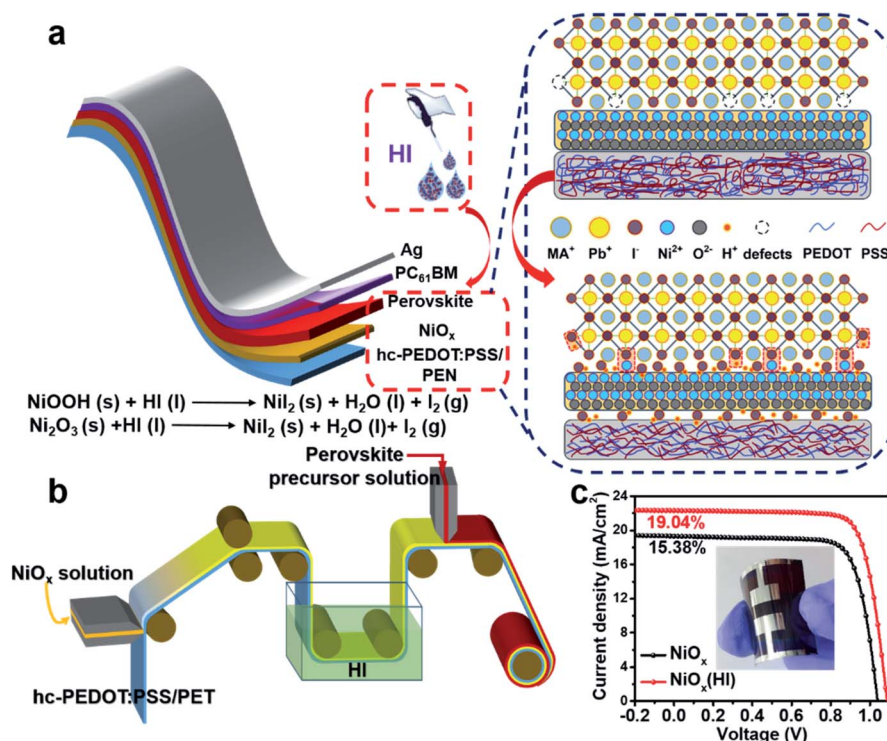 a
HI
Ag
PC₆₁BM
Perovskite
NiOₓ
hc-PEDOT:PSS/
PEN
NiOOH (s) + HI (l) ⟶ NiI₂ (s) + H₂O (l) + I₂ (g)
Ni₂O₃ (s) +HI (l) ⟶ NiI₂ (s) + H₂O (l)+ I₂ (g)
MA⁺ Pb⁺ I⁻ Ni²⁺ O²⁻ H⁺ defects PEDOT PSS
b
Perovskite
precursor solution
NiOₓ solution
HI
hc-PEDOT:PSS/PET
c
24
20
16
12
8
4
0
Current density (mA/cm²)
19.04%
15.38%
NiOₓ
NiOₓ(HI)
-0.2 0.0 0.2 0.4 0.6 0.8 1.0
Voltage (V)